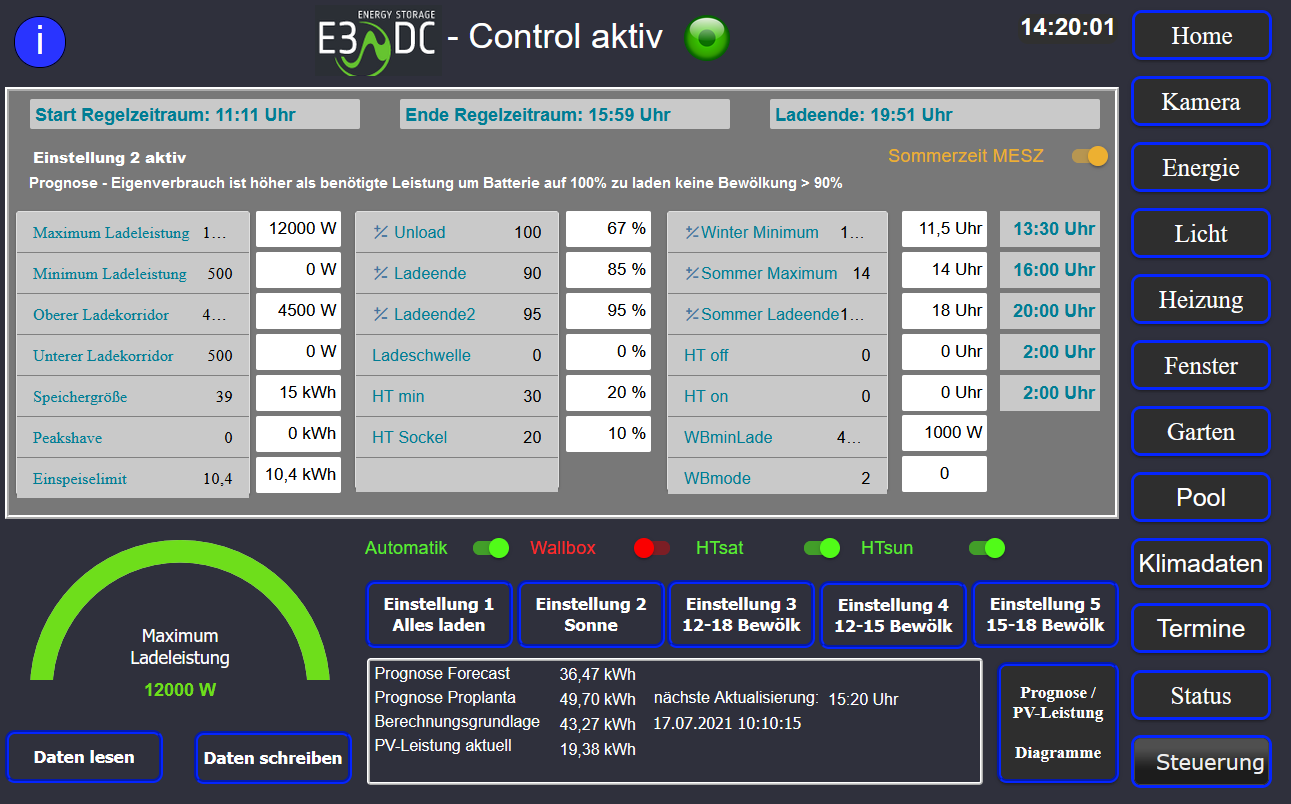 i
ENERGY STORAGE
E3/DC - Control aktiv
14:20:01
Home
Kamera
Energie
Licht
Heizung
Fenster
Garten
Pool
Klimadaten
Termine
Status
Steuerung
Start Regelzeitraum: 11:11 Uhr
Ende Regelzeitraum: 15:59 Uhr
Ladeende: 19:51 Uhr
Einstellung 2 aktiv
Sommerzeit MESZ
Prognose - Eigenverbrauch ist höher als benötigte Leistung um Batterie auf 100% zu laden keine Bewölkung > 90%
Maximum Ladeleistung 1... 12000 W
Minimum Ladeleistung 500 0 W
Oberer Ladekorridor 4... 4500 W
Unterer Ladekorridor 500 0 W
Speichergröße 39 15 kWh
Peakshave 0 0 kWh
Einspeiselimit 10,4 10,4 kWh
Unload 100 67 %
Ladeende 90 85 %
Ladeende2 95 95 %
Ladeschwelle 0 0 %
HT min 30 20 %
HT Sockel 20 10 %
Winter Minimum 1... 11,5 Uhr 13:30 Uhr
Sommer Maximum 14 14 Uhr 16:00 Uhr
Sommer Ladeende 1... 18 Uhr 20:00 Uhr
HT off 0 0 Uhr 2:00 Uhr
HT on 0 0 Uhr 2:00 Uhr
WBminLade 4... 1000 W
WBmode 2 0
Maximum
Ladeleistung
12000 W
Daten lesen
Daten schreiben
Automatik
Wallbox
HTsat
HTsun
Einstellung 1
Alles laden
Einstellung 2
Sonne
Einstellung 3
12-18 Bewölk
Einstellung 4
12-15 Bewölk
Einstellung 5
15-18 Bewölk
Prognose Forecast 36,47 kWh
Prognose Proplanta 49,70 kWh nächste Aktualisierung: 15:20 Uhr
Berechnungsgrundlage 43,27 kWh 17.07.2021 10:10:15
PV-Leistung aktuell 19,38 kWh
Prognose /
PV-Leistung
Diagramme